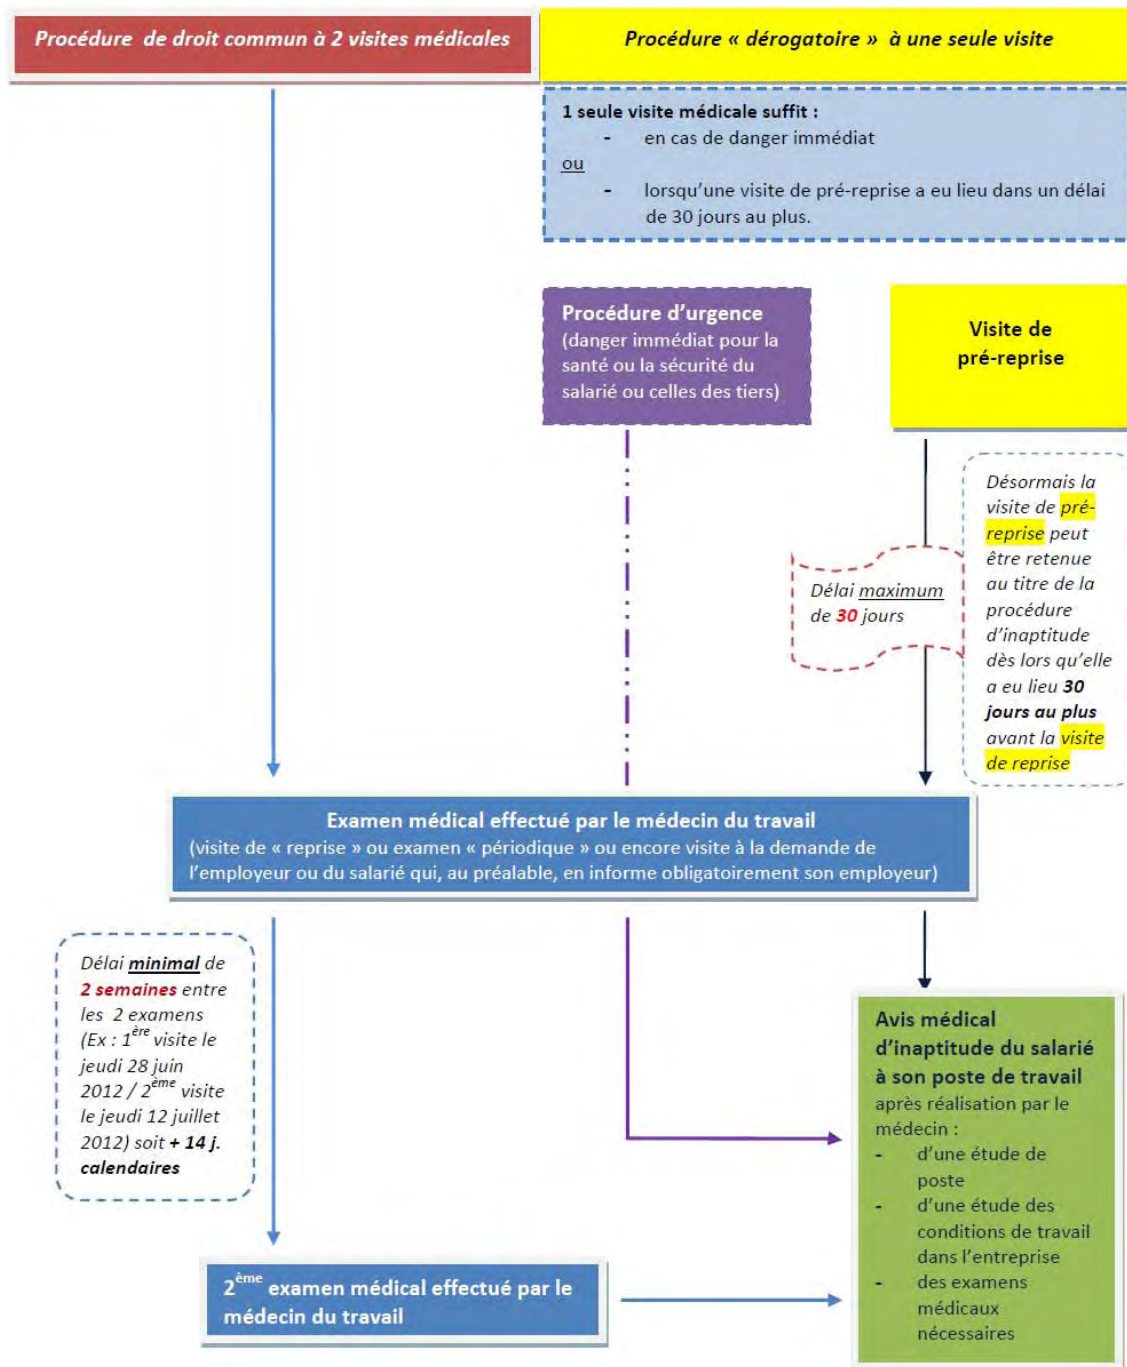 Procédure de droit commun à 2 visites médicales
Procédure « dérogatoire » à une seule visite
1 seule visite médicale suffit :
- en cas de danger immédiat
ou
- lorsqu'une visite de pré-reprise a eu lieu dans un délai
de 30 jours au plus.
Procédure d'urgence
(danger immédiat pour la
santé ou la sécurité du
salarié ou celles des tiers)
Visite de
pré-reprise
Désormais la
visite de pré-
reprise peut
être retenue
au titre de la
procédure
d'inaptitude
dès lors qu'elle
a eu lieu 30
jours au plus
avant la visite
de reprise
Délai maximum
de 30 jours
Examen médical effectué par le médecin du travail
(visite de « reprise » ou examen « périodique » ou encore visite à la demande de
l'employeur ou du salarié qui, au préalable, en informe obligatoirement son employeur)
Délai minimal de
2 semaines entre
les 2 examens
(Ex : 1ère visite le
jeudi 28 juin
2012 / 2ème visite
le jeudi 12 juillet
2012) soit + 14 j.
calendaires
Avis médical
d'inaptitude du salarié
à son poste de travail
après réalisation par le
médecin :
- d'une étude de
poste
- d'une étude des
conditions de travail
dans l'entreprise
- des examens
médicaux
nécessaires
2ème examen médical effectué par le
médecin du travail